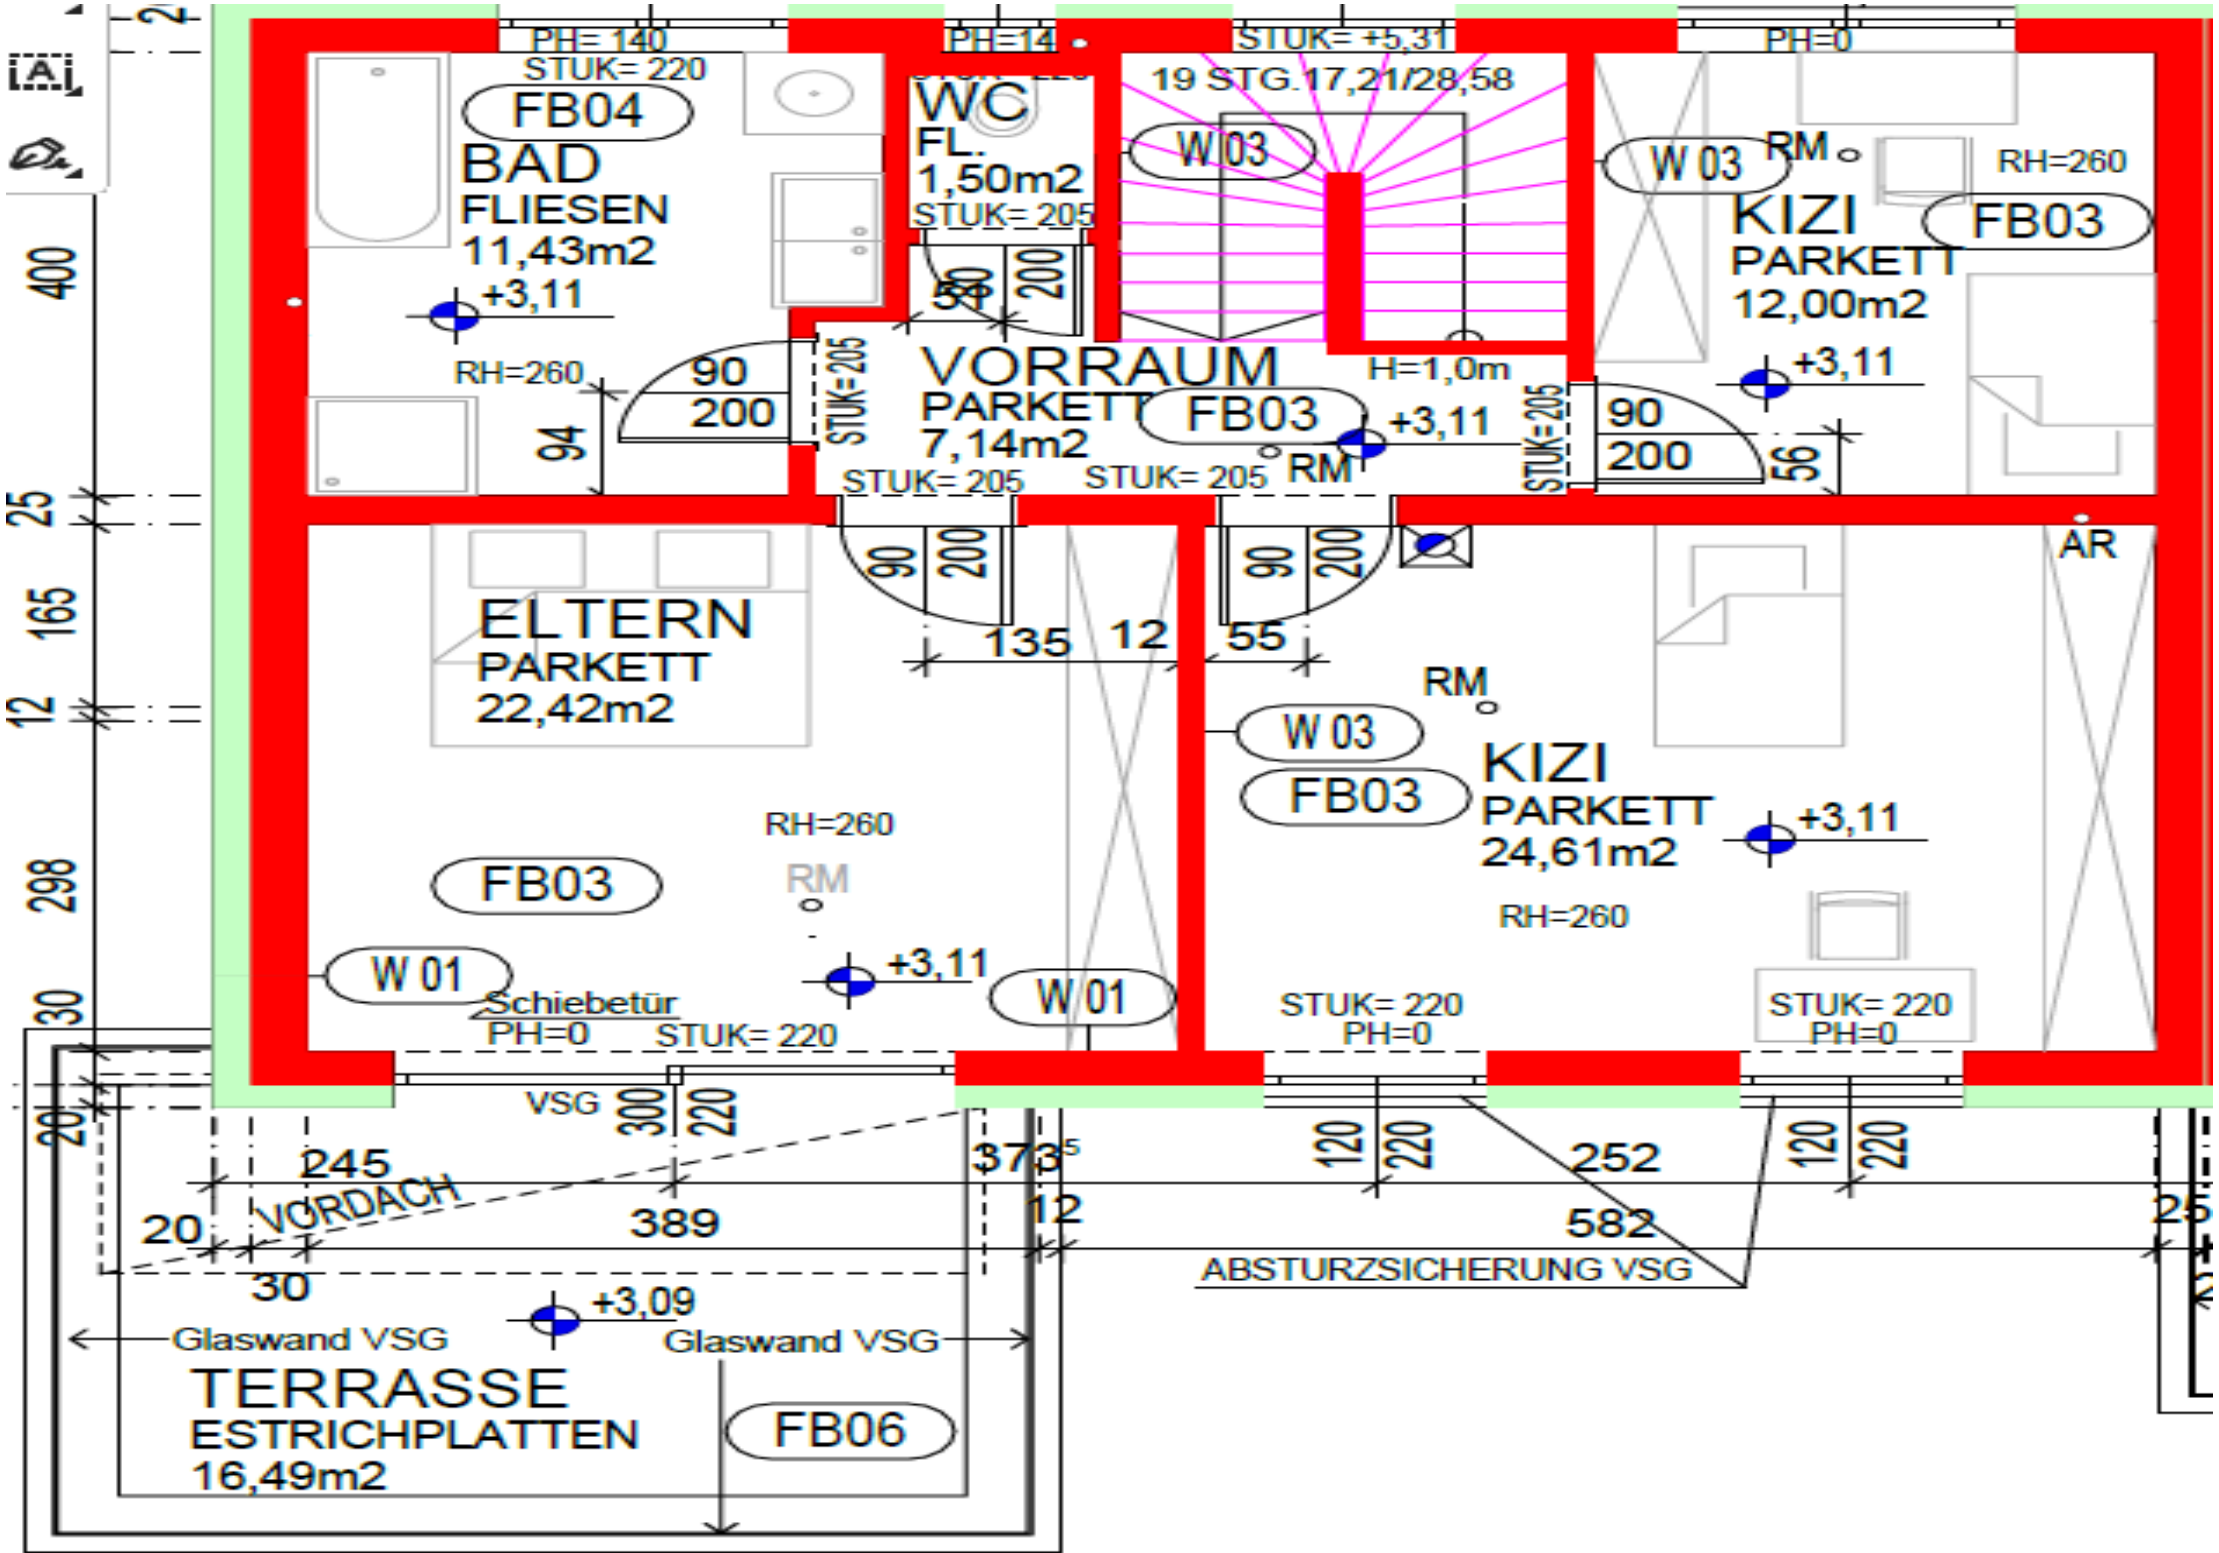 A
PH= 140
STUK= 220
FB04
BAD
FLIESEN
11,43m2
+3,11
RH=260
90
200
94
PH=14
WC
FL.
1,50m2
STUK= 205
200
STUK= +5,31
19 STG.17,21/28,58
W 03
PH=0
RM
W 03
RH=260
KIZI
FB03
PARKETT
12,00m2
+3,11
90
200
56
STUK=205
VORRAUM
H=1,0m
PARKETT
FB03
7,14m2
+3,11
RM
STUK=205
STUK= 205
STUK= 205
400
25
165
12
298
30
20
90
200
90
200
AR
ELTERN
PARKETT
22,42m2
135
12
55
RM
W 03
FB03
KIZI
PARKETT
24,61m2
+3,11
RH=260
RH=260
RM
FB03
W 01
+3,11
W 01
Schiebetür
PH=0
STUK= 220
STUK= 220
PH=0
STUK= 220
PH=0
VSG
300
220
120
220
120
220
245
373⁵
252
VORDACH
20
389
12
582
25
30
ABSTURZSICHERUNG VSG
+3,09
Glaswand VSG
Glaswand VSG
TERRASSE
ESTRICHPLATTEN
16,49m2
FB06